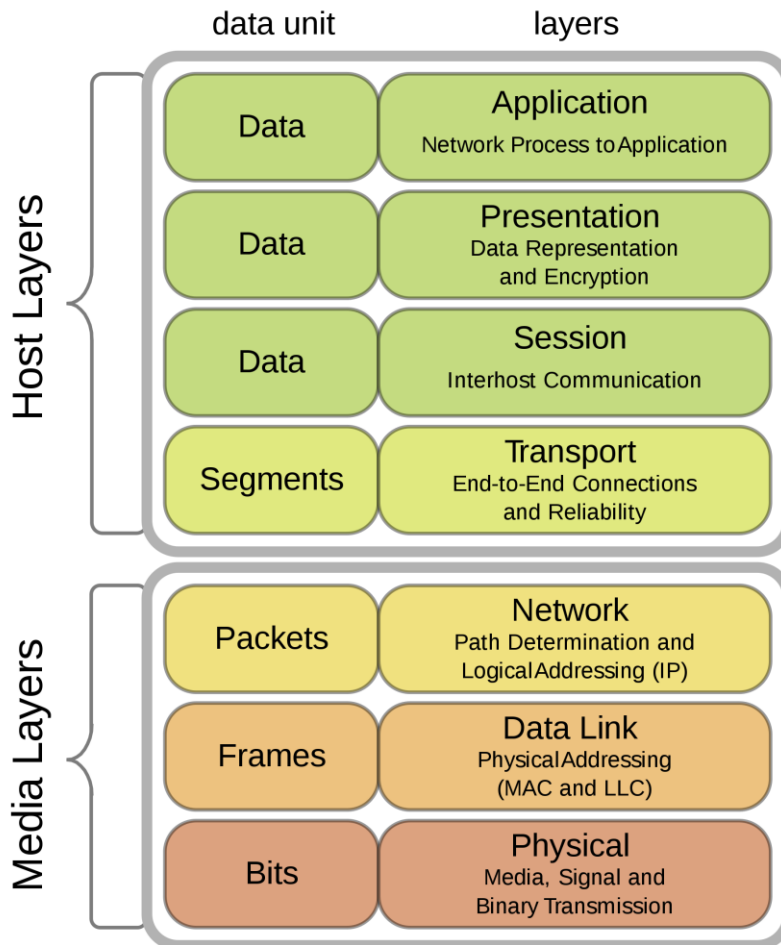 data unit layers
Host Layers
Data Application
Network Process to Application
Data Presentation
Data Representation
and Encryption
Data Session
Interhost Communication
Segments Transport
End-to-End Connections
and Reliability
Media Layers
Packets Network
Path Determination and
Logical Addressing (IP)
Frames Data Link
Physical Addressing
(MAC and LLC)
Bits Physical
Media, Signal and
Binary Transmission